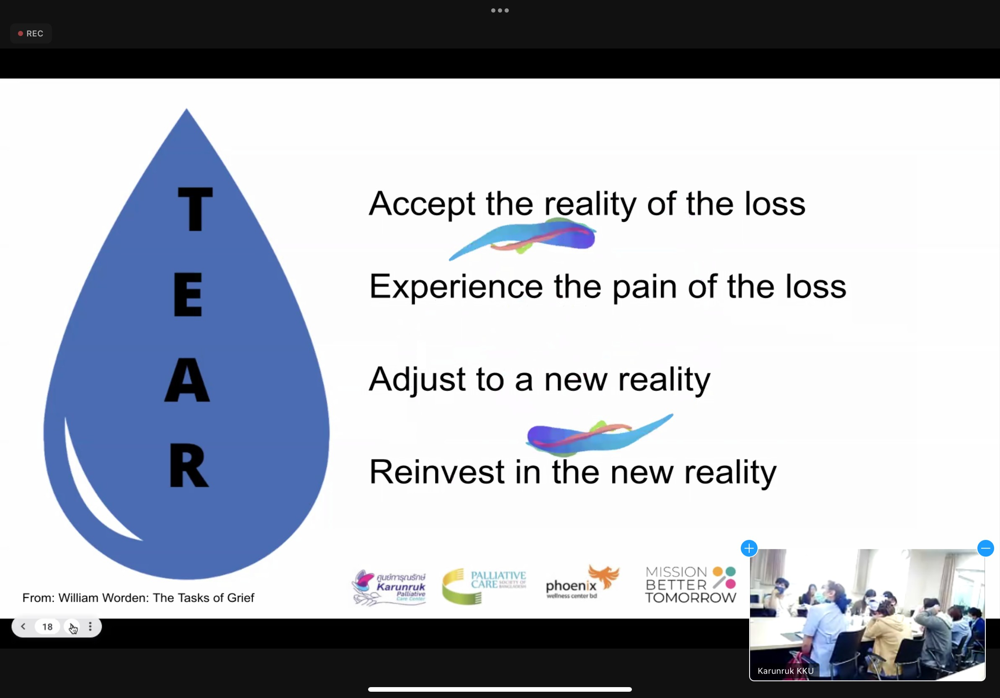 REC
T
E
A
R
Accept the reality of the loss
Experience the pain of the loss
Adjust to a new reality
Reinvest in the new reality
From: William Worden: The Tasks of Grief
ศูนย์การุณรักษ์
Karunruk
Palliative
Care Center
PALLIATIVE
CARE SOCIETY OF
BANGLADESH
phoenix
wellness center bd
MISSION
BETTER
TOMORROW
18
Karunruk KKU